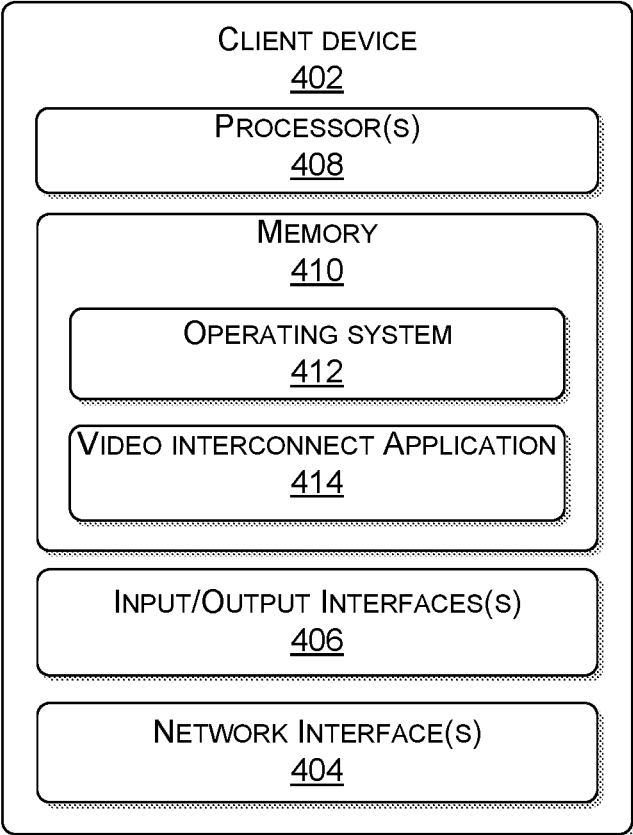 CLIENT DEVICE
402
PROCESSOR(S)
408
MEMORY
410
OPERATING SYSTEM
412
VIDEO INTERCONNECT APPLICATION
414
INPUT/OUTPUT INTERFACES(S)
406
NETWORK INTERFACE(S)
404